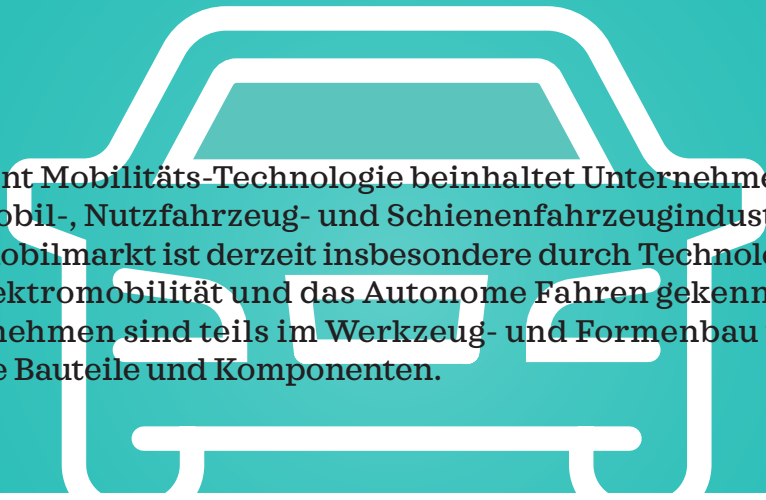 nt Mobilitäts-Technologie beinhaltet Unternehme
obil-, Nutzfahrzeug- und Schienenfahrzeugindust
obilmarkt ist derzeit insbesondere durch Technol
ektromobilität und das Autonome Fahren gekenn
nehmen sind teils im Werkzeug- und Formenbau
e Bauteile und Komponenten.